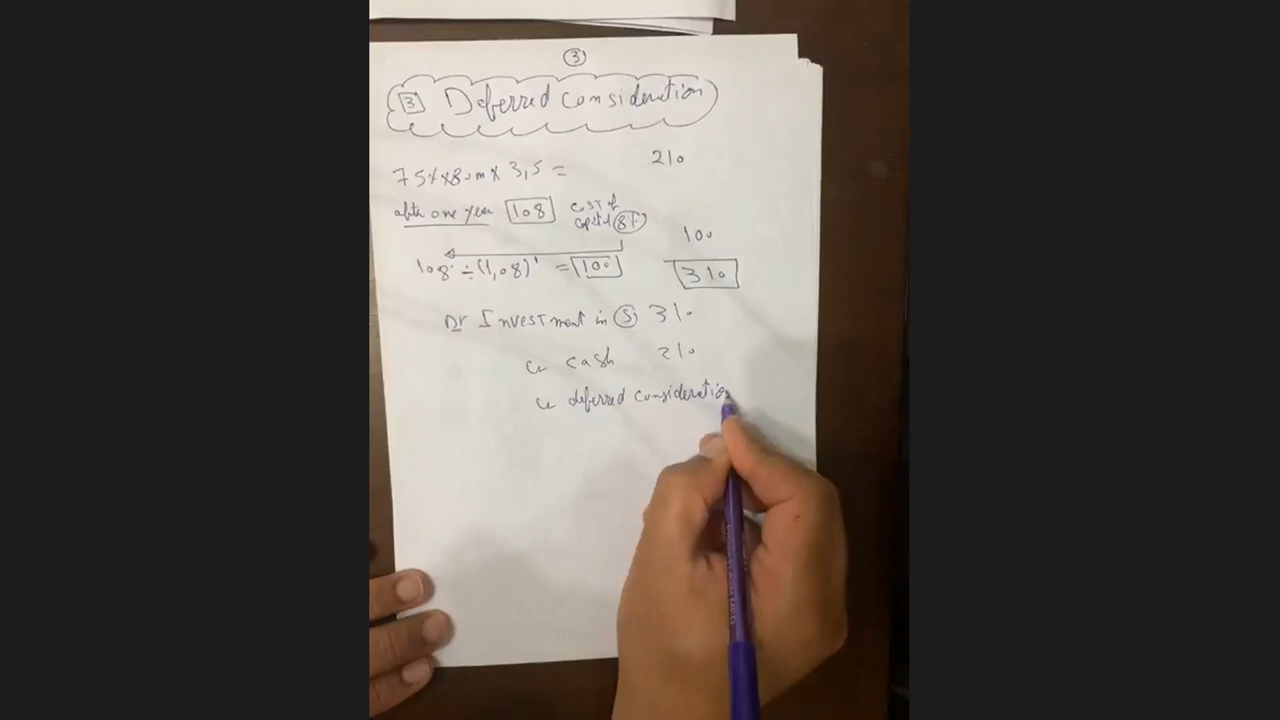 3
3 Deferred consideration
75% x 80m x 3,5 = 210
after one year 108 cost of
capital 8%
100
108 ÷ (1,08)¹ = 100
310
Dr Investment in S 310
Cr cash 210
Cr deferred consideration